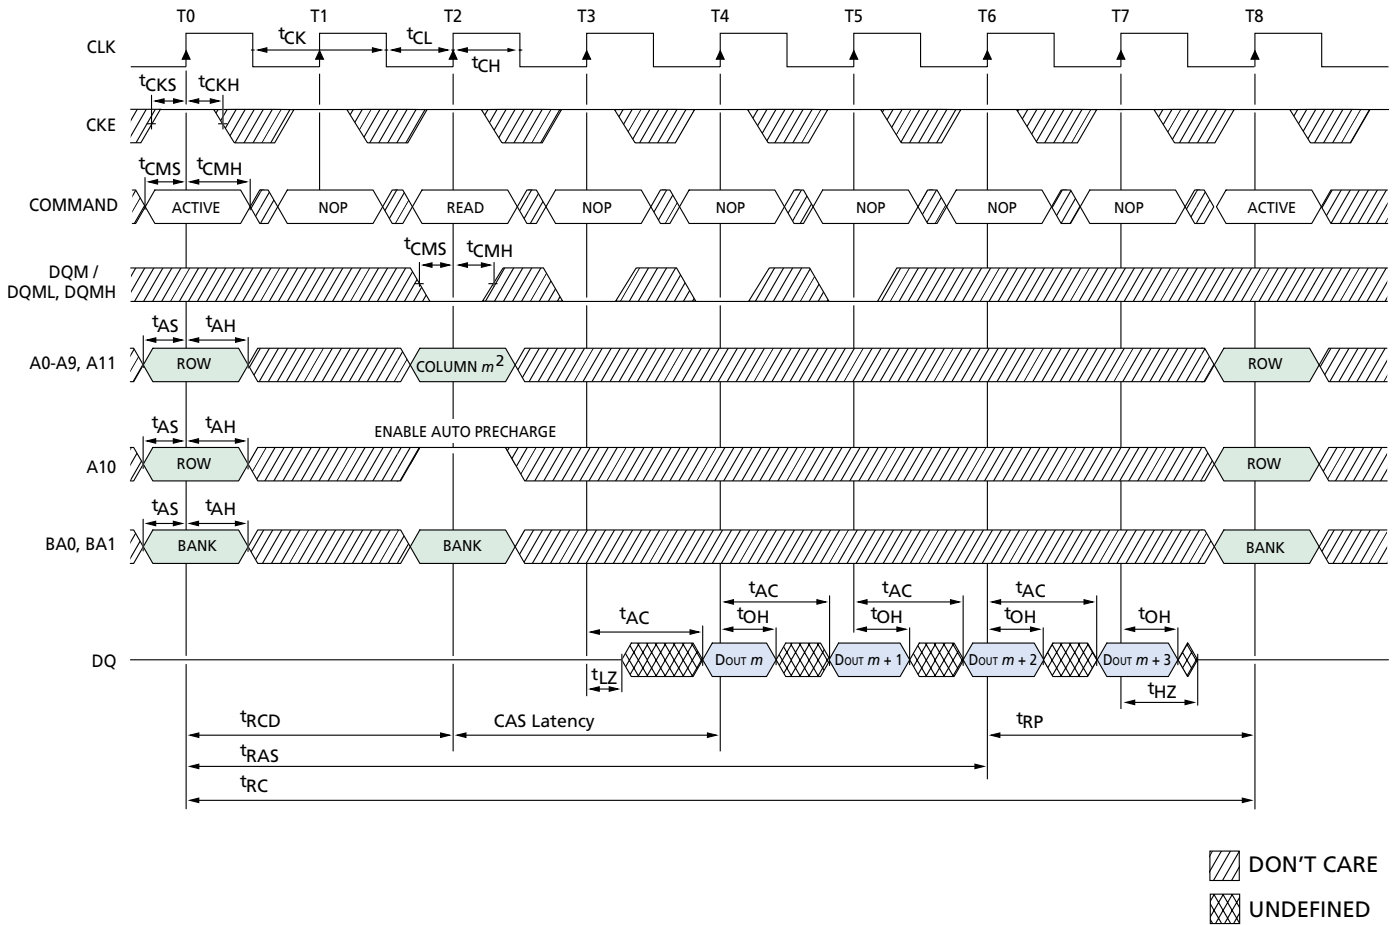 T0 T1 T2 T3 T4 T5 T6 T7 T8
CLK
tCK tCL tCH
tCKS tCKH
CKE
tCMS tCMH
COMMAND ACTIVE NOP READ NOP NOP NOP NOP NOP ACTIVE
tCMS tCMH
DQM /
DQML, DQMH
tAS tAH
A0-A9, A11 ROW COLUMN m2 ROW
tAS tAH
ENABLE AUTO PRECHARGE
A10 ROW ROW
tAS tAH
BA0, BA1 BANK BANK BANK
tAC tAC tAC
tAC tOH tOH tOH tOH
DQ DOUT m DOUT m + 1 DOUT m + 2 DOUT m + 3
tLZ tHZ
tRCD CAS Latency tRP
tRAS
tRC
DON'T CARE
UNDEFINED